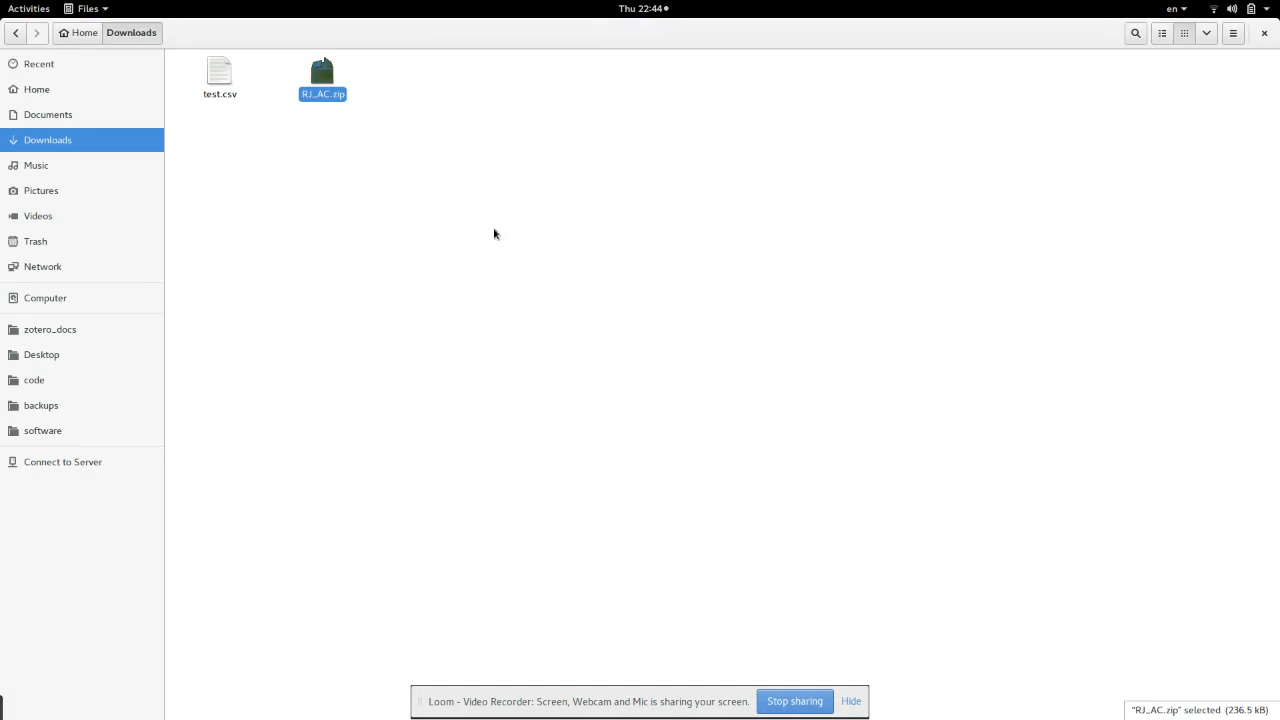 Activities Files Thu 22:44 en
Home Downloads
Recent
Home
Documents
Downloads
Music
Pictures
Videos
Trash
Network
Computer
zotero_docs
Desktop
code
backups
software
Connect to Server
test.csv RJ_AC.zip
Loom - Video Recorder: Screen, Webcam and Mic is sharing your screen. Stop sharing Hide
"RJ_AC.zip" selected (236.5 kB)